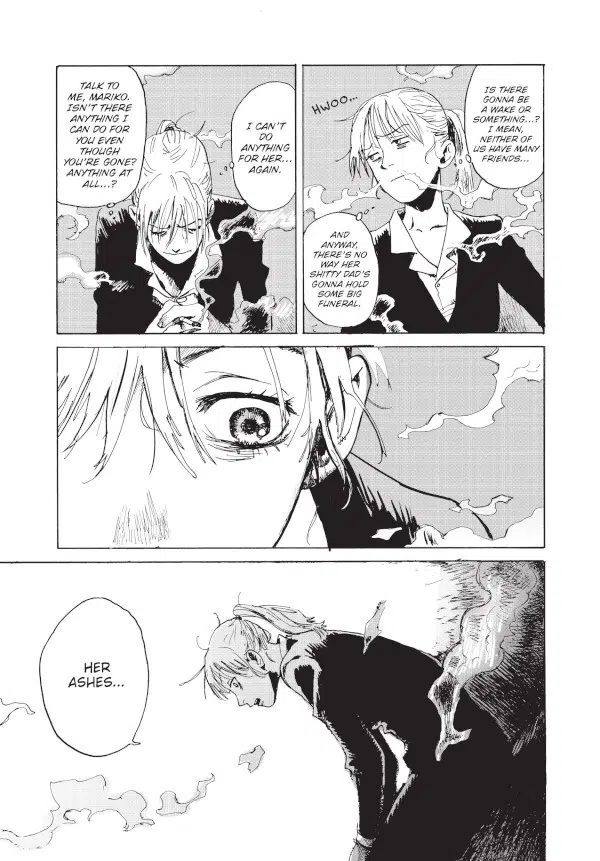 HWOO...
IS THERE
GONNA BE
A WAKE OR
SOMETHING...?
I MEAN,
NEITHER OF
US HAVE MANY
FRIENDS...
AND
ANYWAY,
THERE'S NO
WAY HER
SHITTY DAD'S
GONNA HOLD
SOME BIG
FUNERAL.
I CAN'T
DO
ANYTHING
FOR HER...
AGAIN.
TALK TO
ME, MARIKO.
ISN'T THERE
ANYTHING I
CAN DO FOR
YOU EVEN
THOUGH
YOU'RE GONE?
ANYTHING AT
ALL...?
HER
ASHES...